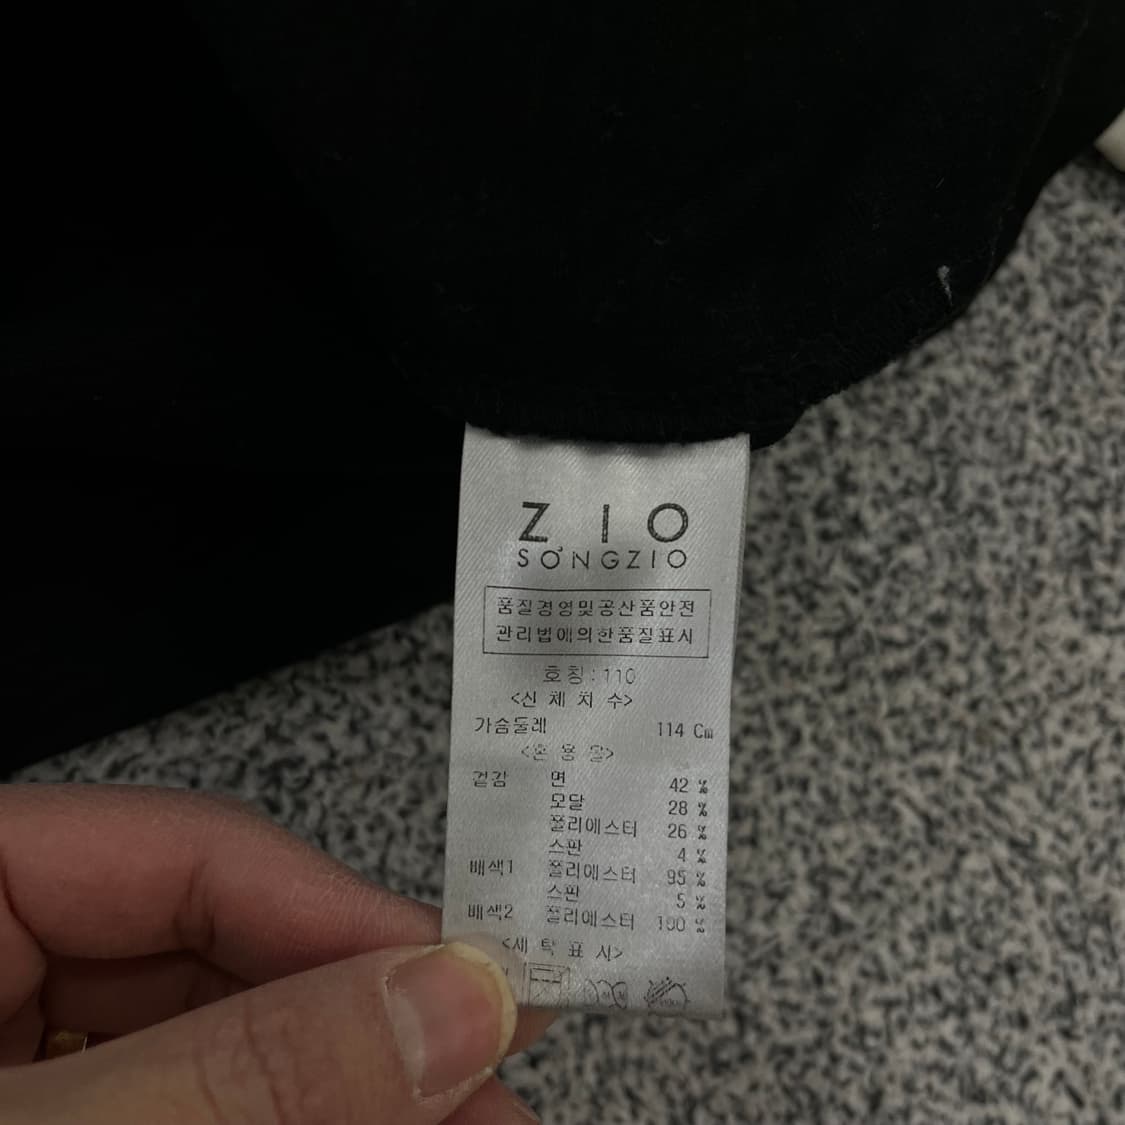 ZIO
SONGZIO
품질경영및공산품안전
관리법에의한품질표시
호칭:110
<신체치수>
가슴둘레 114 Cm
<혼용율>
겉감 면 42 %
모달 28 %
폴리에스터 26 %
스판 4 %
배색1 폴리에스터 95 %
스판 5 %
배색2 폴리에스터 100 %
<세탁표시>